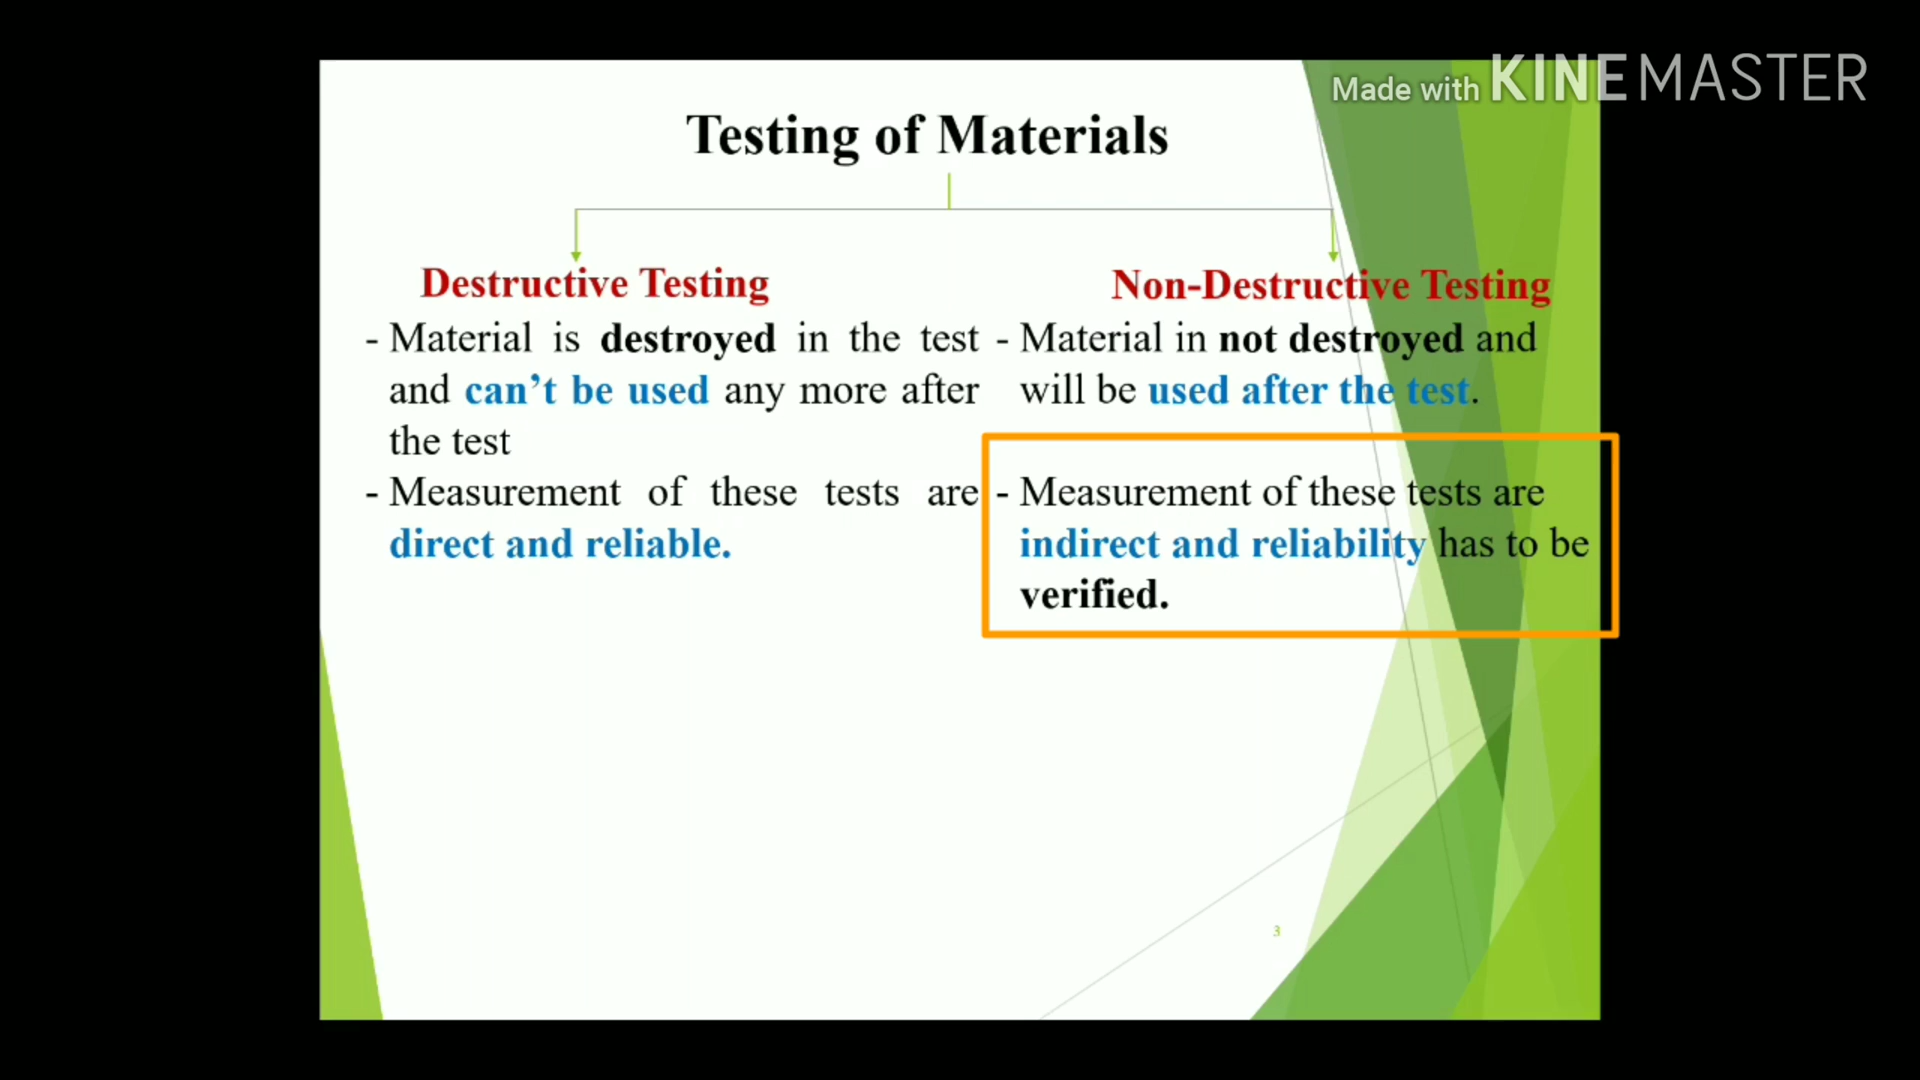 Made with KINEMASTER
Testing of Materials
Destructive Testing
- Material is destroyed in the test
and can’t be used any more after
the test
- Measurement of these tests are
direct and reliable.
Non-Destructive Testing
- Material in not destroyed and
will be used after the test.
- Measurement of these tests are
indirect and reliability has to be
verified.
3